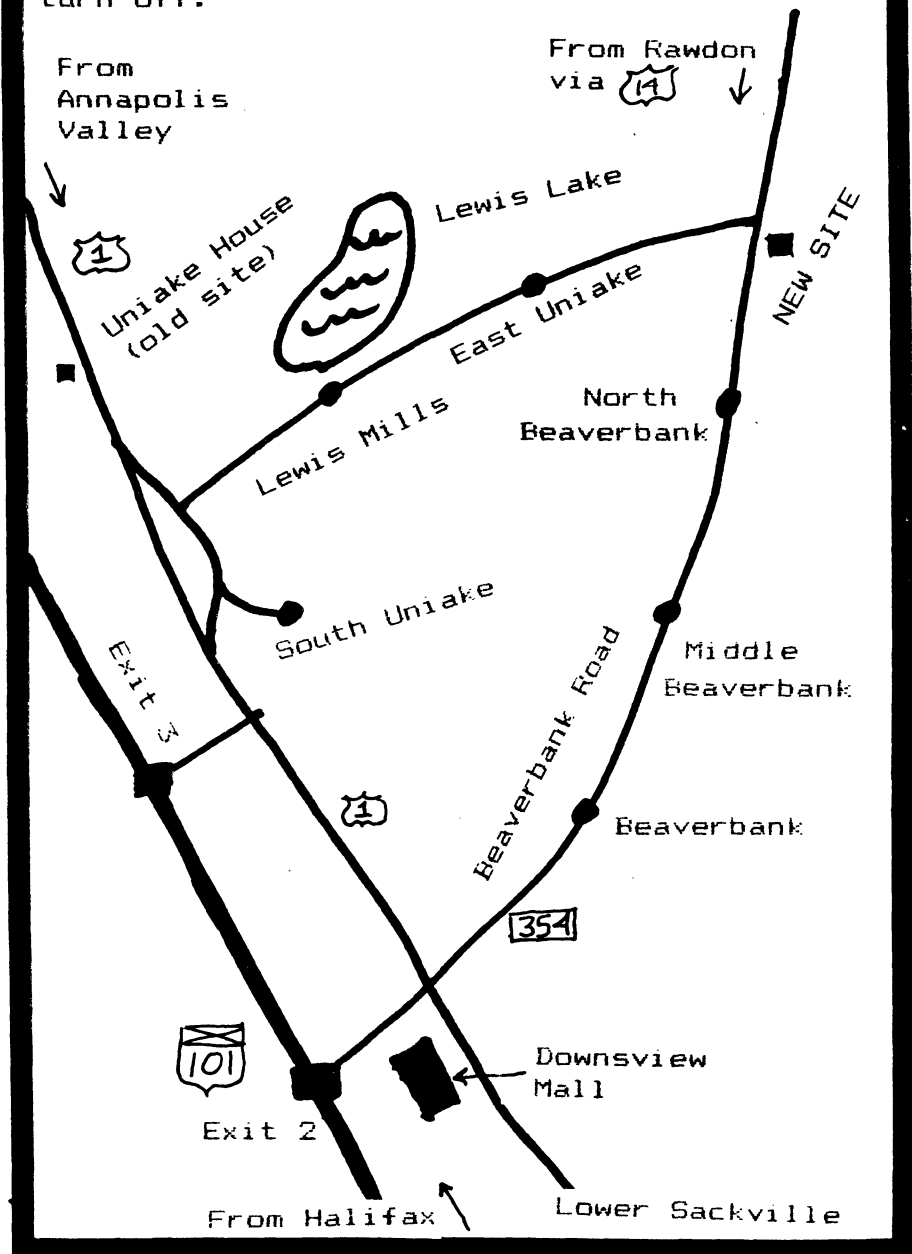 turn off.
From
Annapolis
Valley
From Rawdon
via 14
1
Uniake House
(old site)
Lewis Lake
NEW SITE
East Uniake
Lewis Mills
North
Beaverbank
South Uniake
Exit 3
Middle
Beaverbank
Beaverbank Road
1
Beaverbank
354
101
Downsview
Mall
Exit 2
From Halifax
Lower Sackville